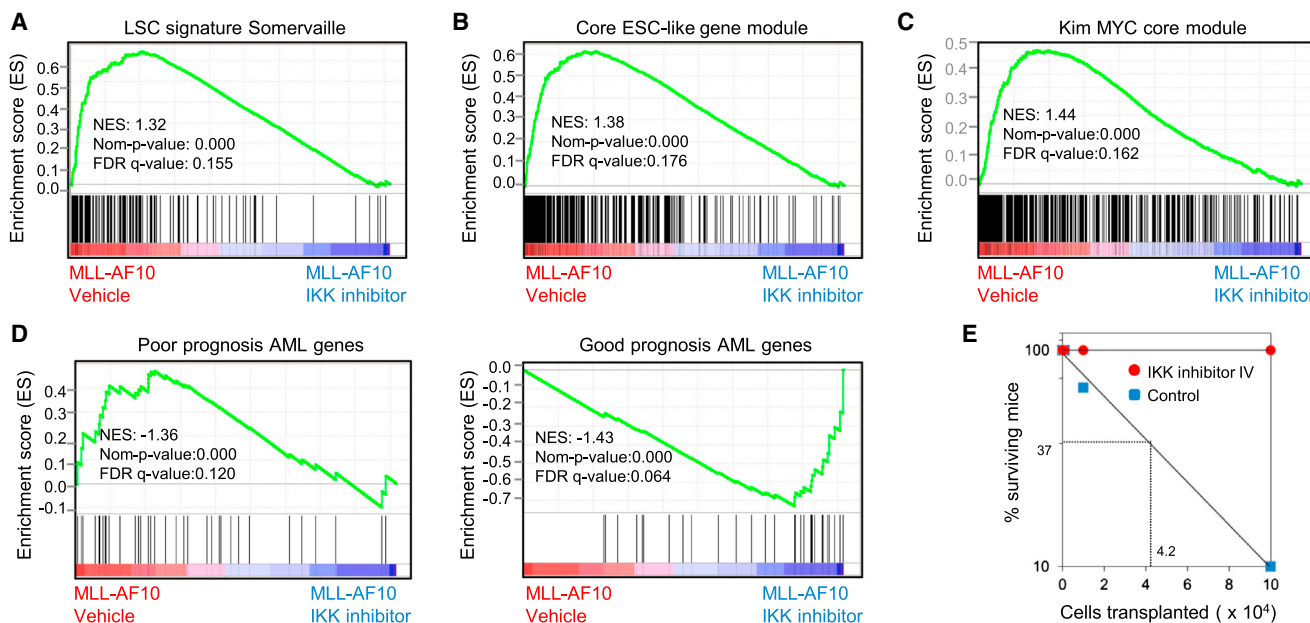 A
LSC signature Somervaille
Enrichment score (ES)
0.6
0.5
0.4
0.3
0.2
0.1
0.0
NES: 1.32
Nom-p-value: 0.000
FDR q-value: 0.155
MLL-AF10
Vehicle
MLL-AF10
IKK inhibitor
B
Core ESC-like gene module
Enrichment score (ES)
0.6
0.5
0.4
0.3
0.2
0.1
0.0
NES: 1.38
Nom-p-value:0.000
FDR q-value:0.176
MLL-AF10
Vehicle
MLL-AF10
IKK inhibitor
C
Kim MYC core module
Enrichment score (ES)
0.5
0.4
0.3
0.2
0.1
0.0
NES: 1.44
Nom-p-value:0.000
FDR q-value:0.162
MLL-AF10
Vehicle
MLL-AF10
IKK inhibitor
D
Poor prognosis AML genes
Enrichment score (ES)
0.4
0.3
0.2
0.1
0.0
-0.1
NES: -1.36
Nom-p-value:0.000
FDR q-value:0.120
MLL-AF10
Vehicle
MLL-AF10
IKK inhibitor
Good prognosis AML genes
Enrichment score (ES)
0.0
-0.1
-0.2
-0.3
-0.4
-0.5
-0.6
-0.7
NES: -1.43
Nom-p-value:0.000
FDR q-value:0.064
MLL-AF10
Vehicle
MLL-AF10
IKK inhibitor
E
% surviving mice
100
37
10
IKK inhibitor IV
Control
4.2
0 2 4 6 8 10
Cells transplanted ( x 10⁴)